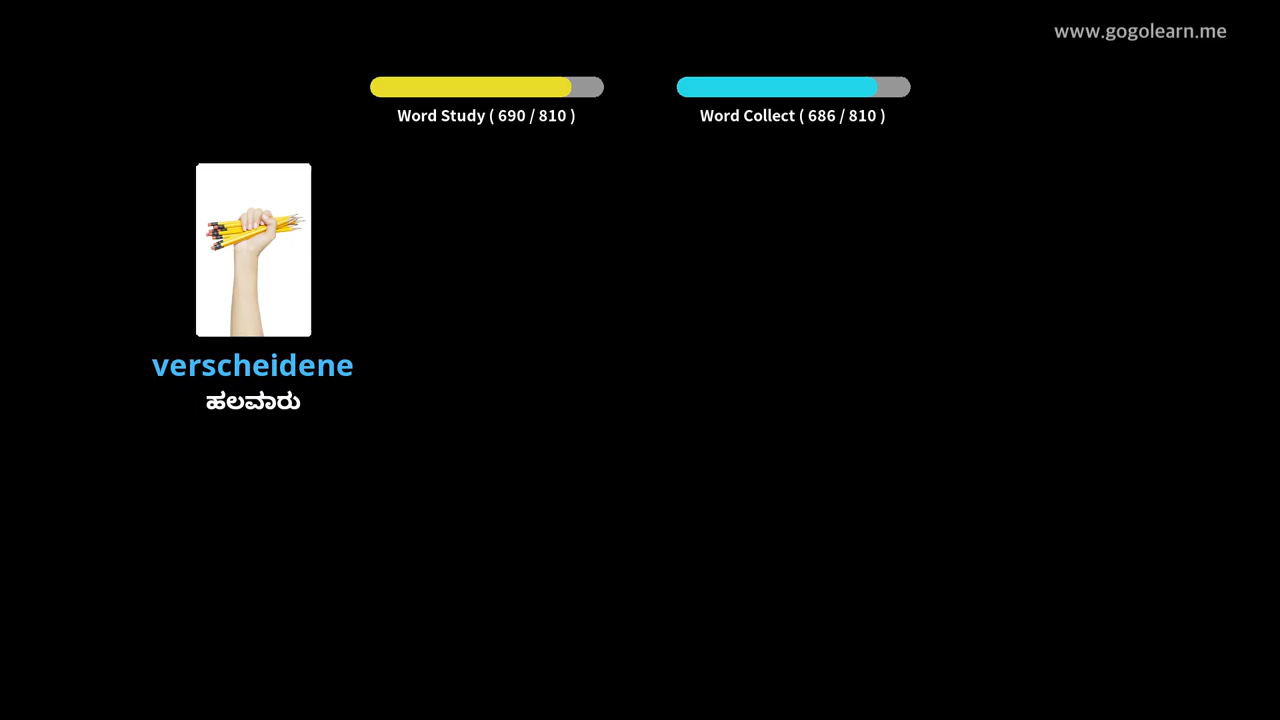 www.gogolearn.me
Word Study ( 690 / 810 )
Word Collect ( 686 / 810 )
verscheidene
ಹಲವಾರು